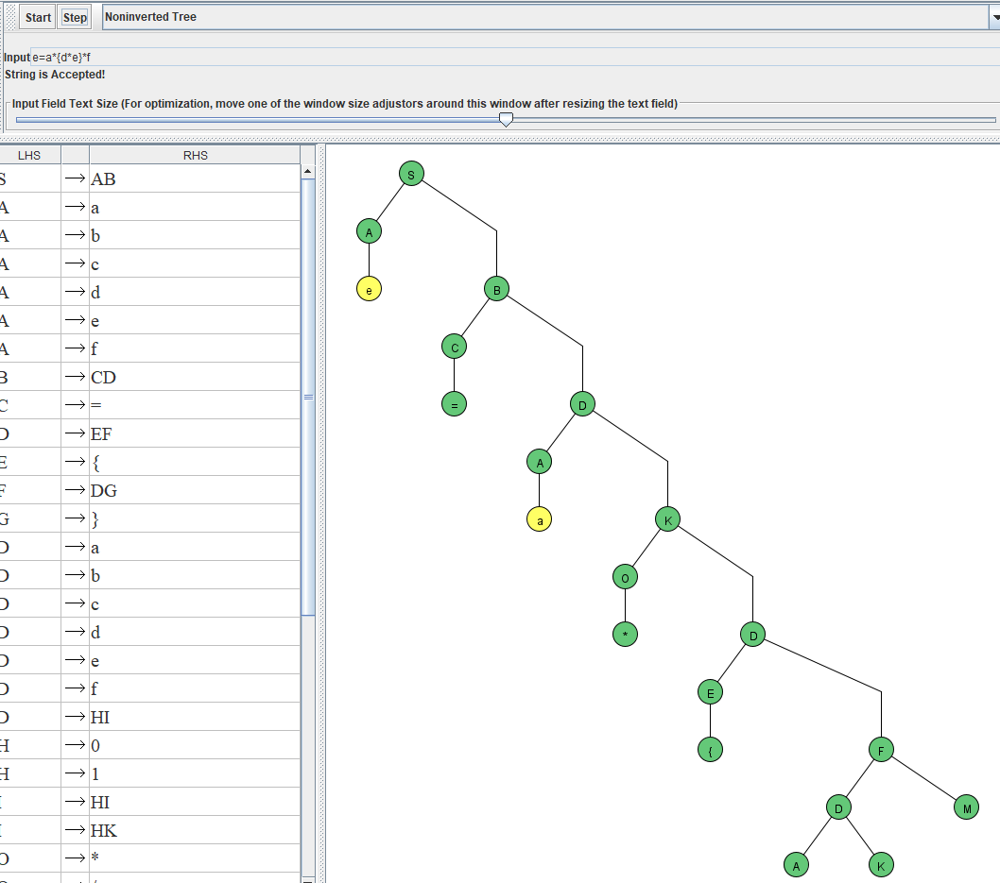 Start Step Noninverted Tree
Input e=a*{d*e}*f
String is Accepted!
Input Field Text Size (For optimization, move one of the window size adjustors around this window after resizing the text field)
LHS RHS
S → AB
A → a
A → b
A → c
A → d
A → e
A → f
B → CD
C → =
D → EF
E → {
F → DG
G → }
D → a
D → b
D → c
D → d
D → e
D → f
D → HI
H → 0
H → 1
I → HI
I → HK
O → *
S
A
e B
C
= D
A
a K
O
* D
E
{ F
D M
A K